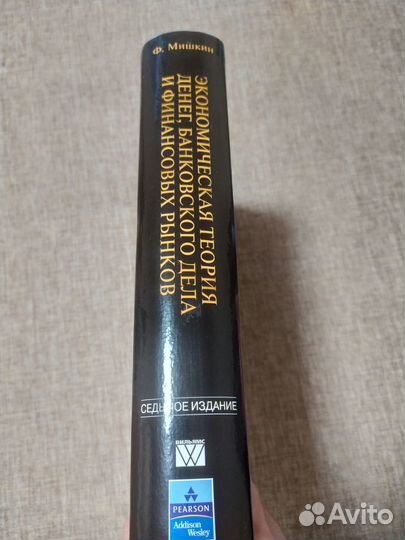 Ф. Мишкин
ЭКОНОМИЧЕСКАЯ ТЕОРИЯ
ДЕНЕГ, БАНКОВСКОГО ДЕЛА
И ФИНАНСОВЫХ РЫНКОВ
СЕДЬМОЕ ИЗДАНИЕ
ВИЛЬЯМС
W
PEARSON
Addison
Wesley
Avito